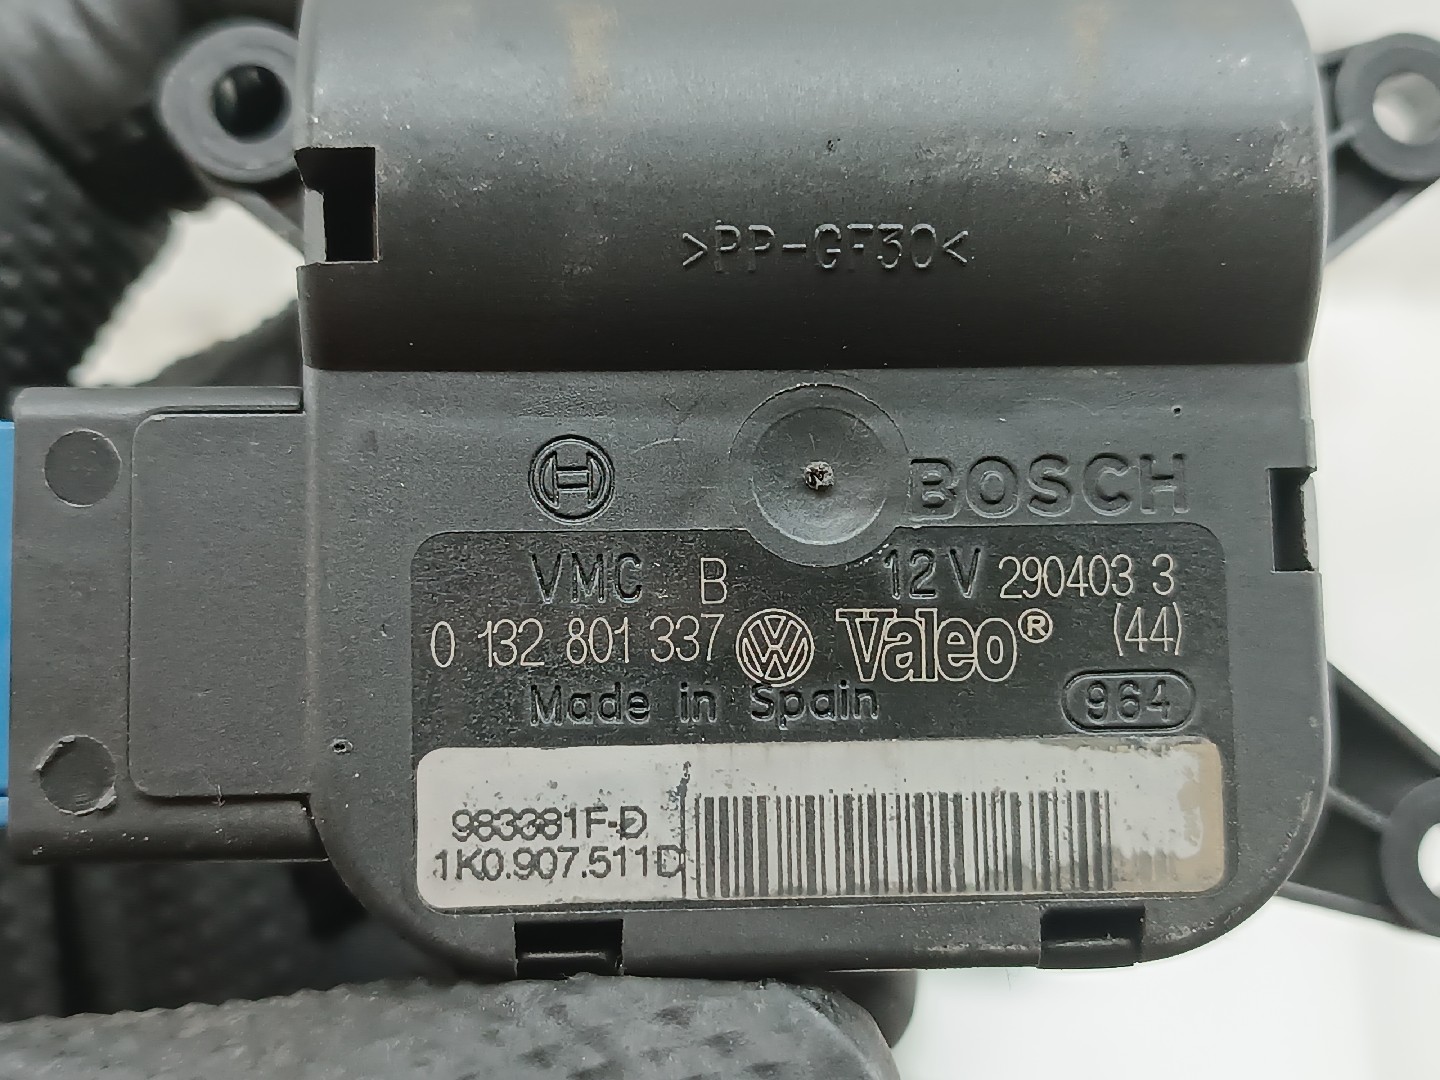 >PP-GF30<
BOSCH
VMC B 12V 290403 3
0 132 801 337 Valeo® (44)
Made in Spain 964
983381F-D
1K0.907.511D